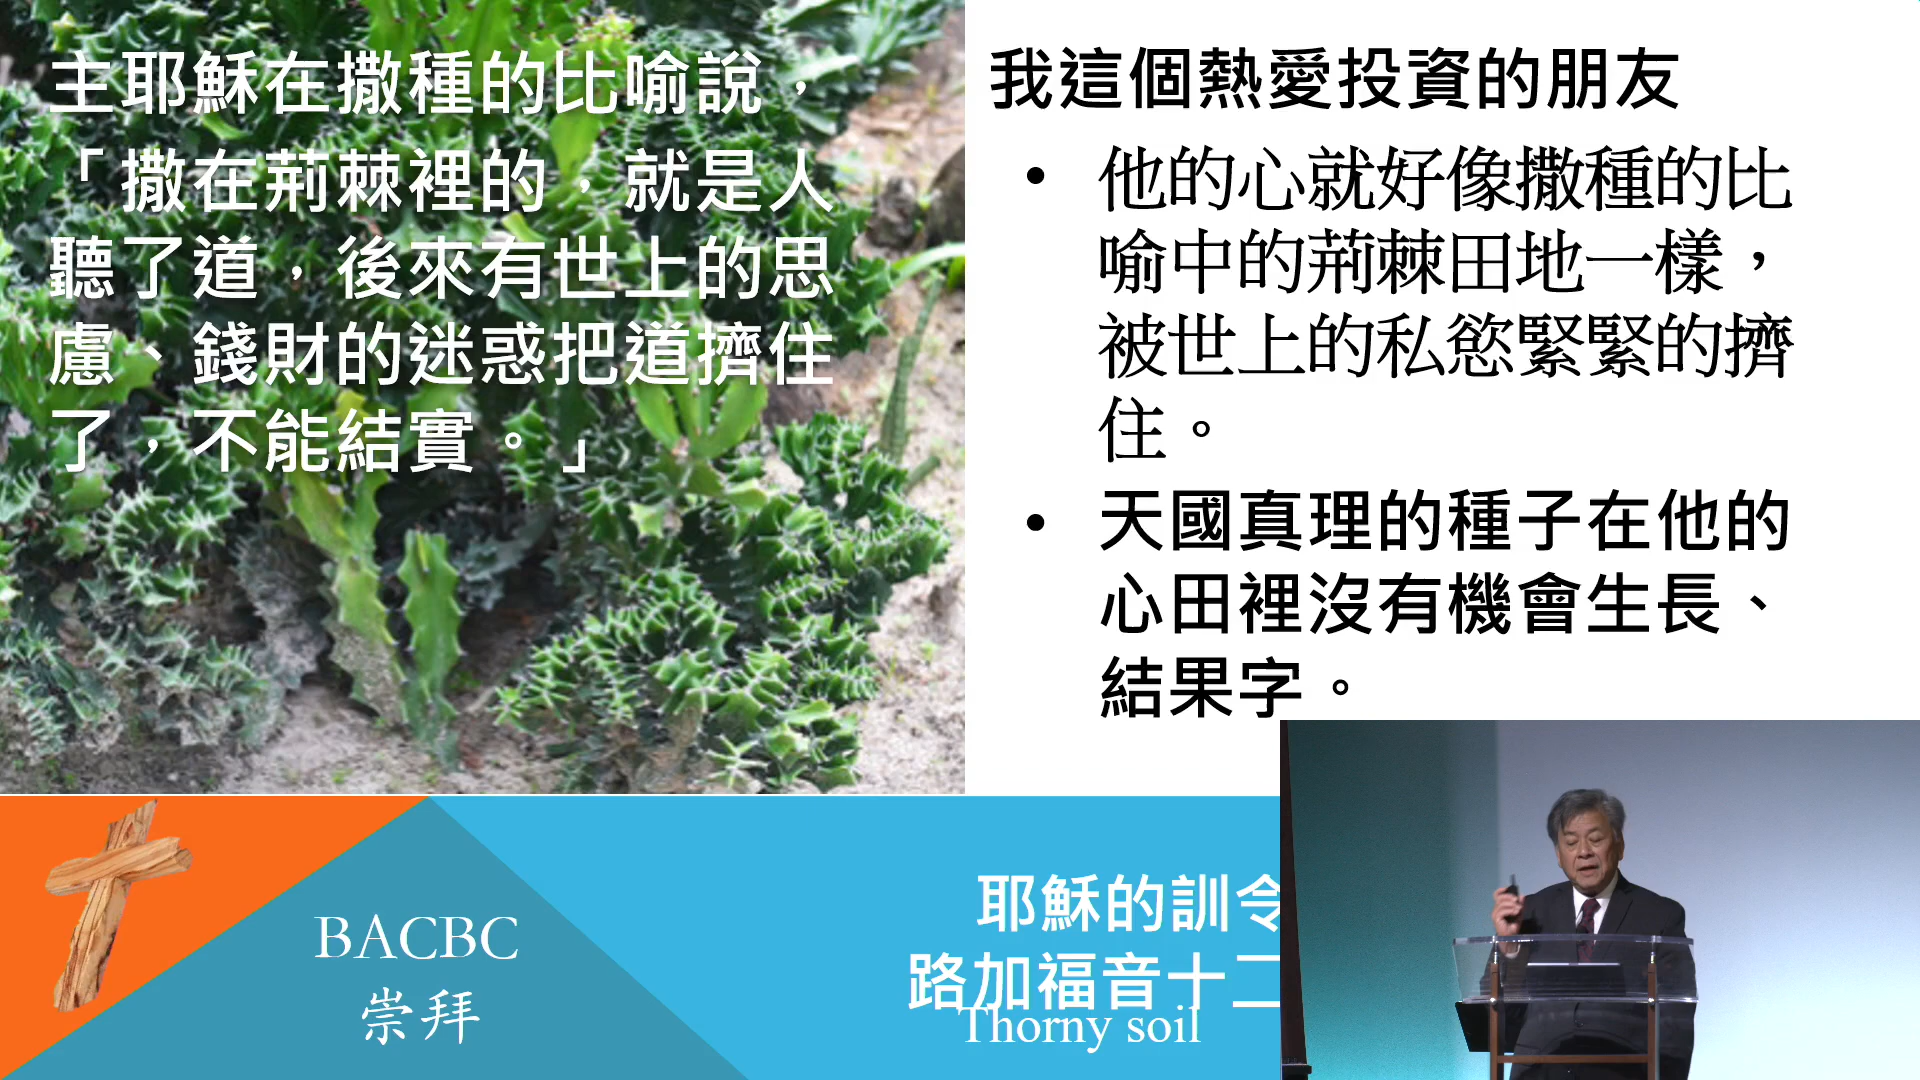 主耶穌在撒種的比喻說，
「撒在荊棘裡的，就是人
聽了道，後來有世上的思
慮、錢財的迷惑把道擠住
了，不能結實。」
我這個熱愛投資的朋友
• 他的心就好像撒種的比
喻中的荊棘田地一樣，
被世上的私慾緊緊的擠
住。
• 天國真理的種子在他的
心田裡沒有機會生長、
結果字。
BACBC
崇拜
耶穌的訓令
路加福音十二
Thorny soil